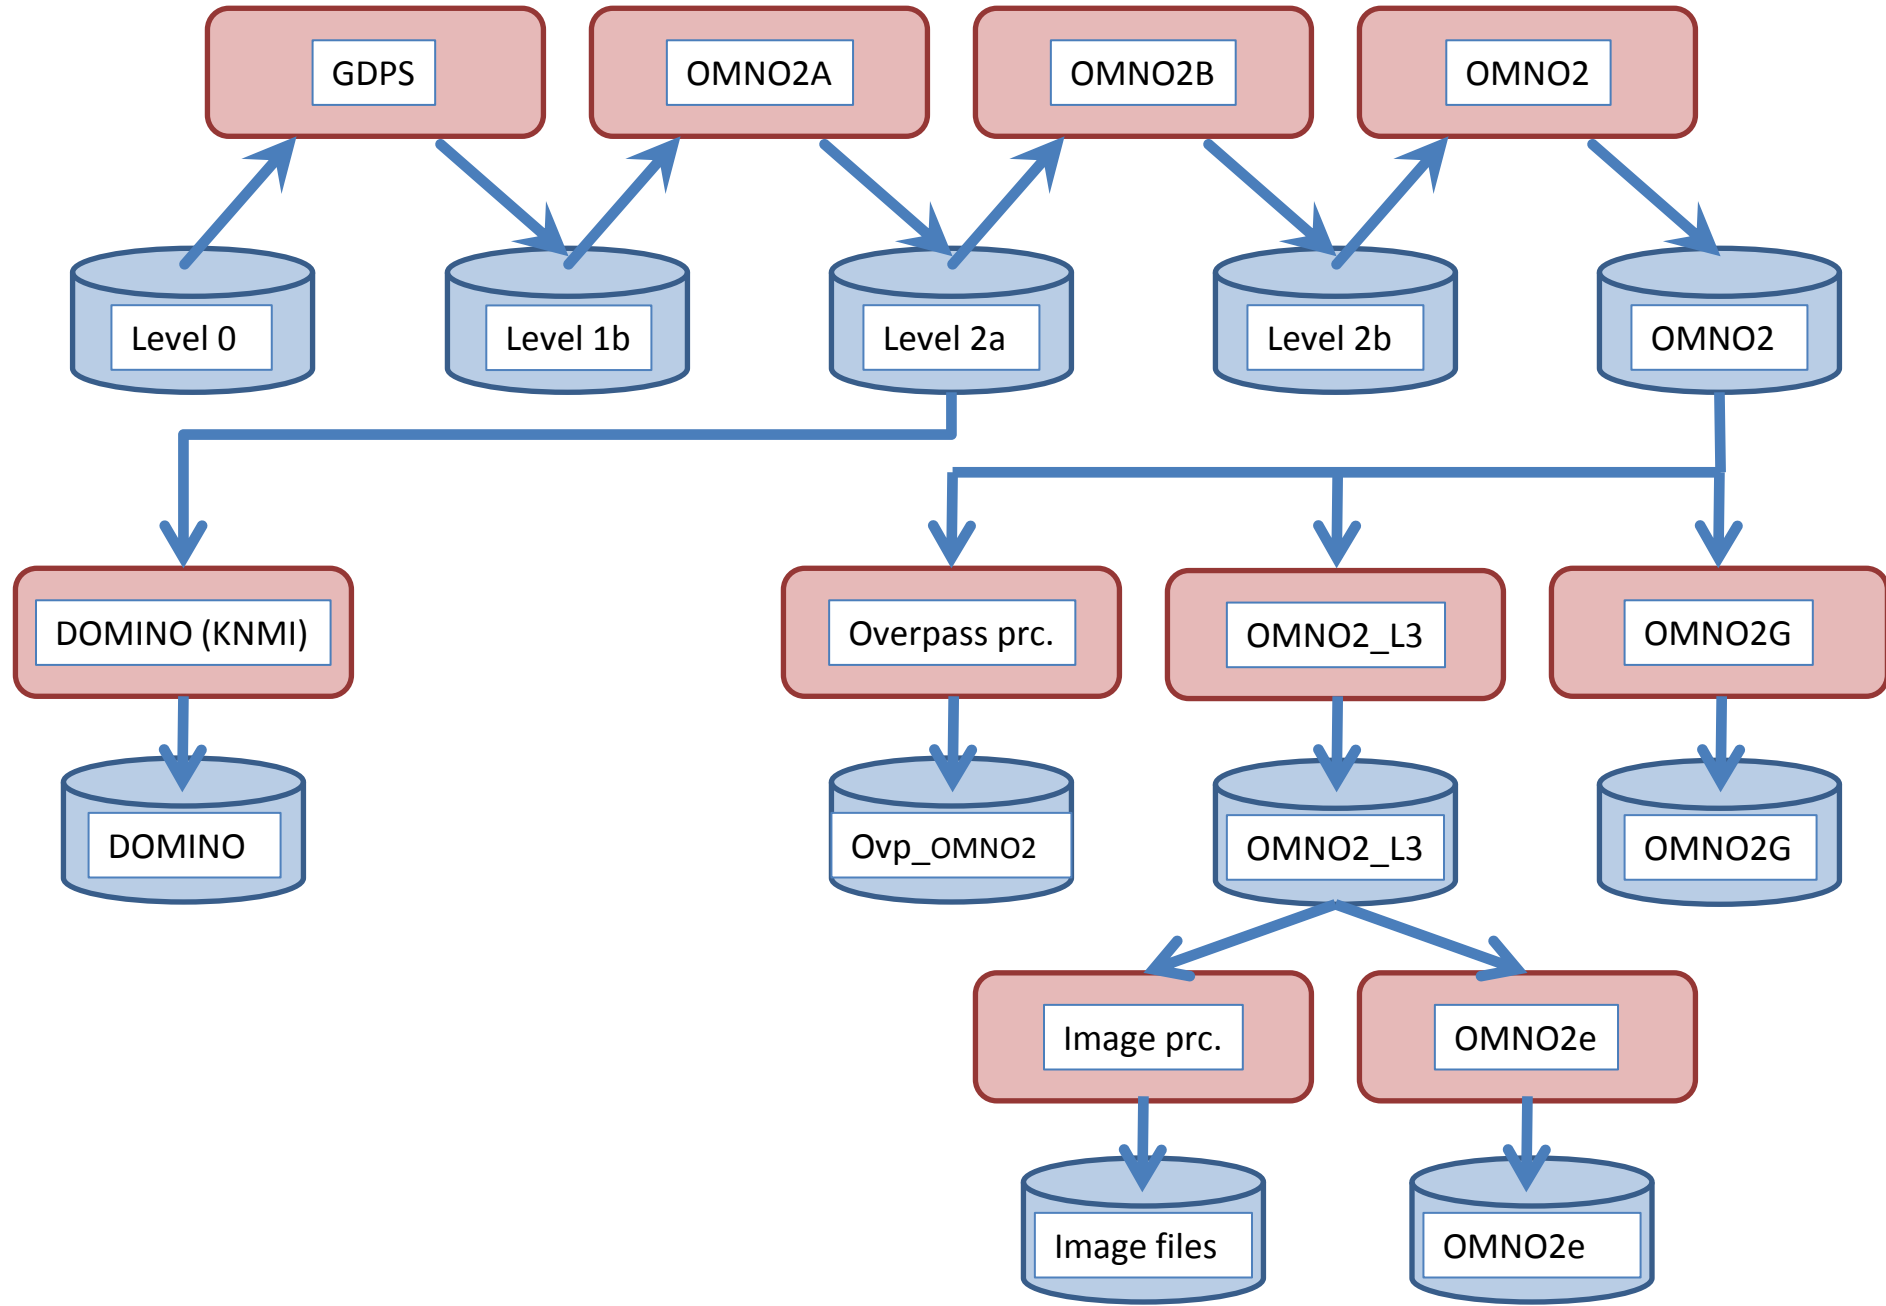 GDPS
OMNO2A
OMNO2B
OMNO2
Level 0
Level 1b
Level 2a
Level 2b
OMNO2
DOMINO (KNMI)
Overpass prc.
OMNO2_L3
OMNO2G
DOMINO
Ovp_OMNO2
OMNO2_L3
OMNO2G
Image prc.
OMNO2e
Image files
OMNO2e